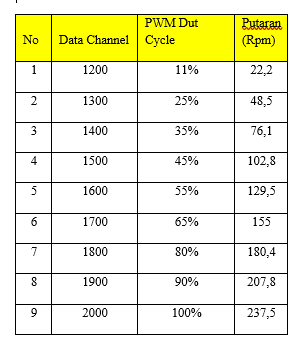 No Data Channel PWM Dut Cycle Putaran (Rpm)
1 1200 11% 22,2
2 1300 25% 48,5
3 1400 35% 76,1
4 1500 45% 102,8
5 1600 55% 129,5
6 1700 65% 155
7 1800 80% 180,4
8 1900 90% 207,8
9 2000 100% 237,5